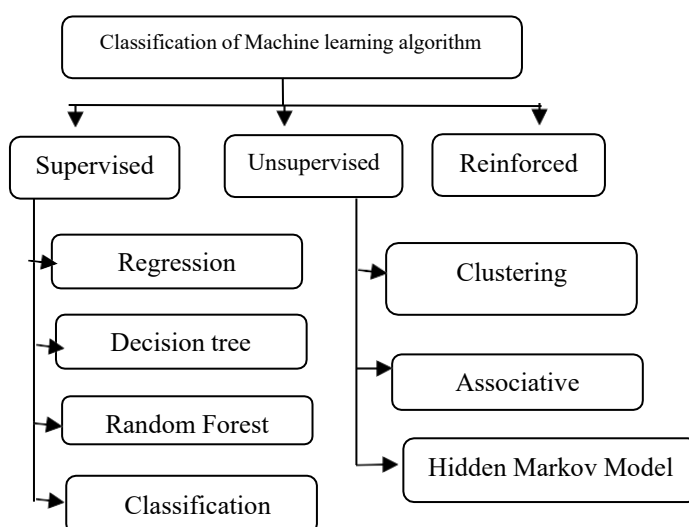 Classification of Machine learning algorithm
Supervised
Unsupervised
Reinforced
Regression
Decision tree
Random Forest
Classification
Clustering
Associative
Hidden Markov Model